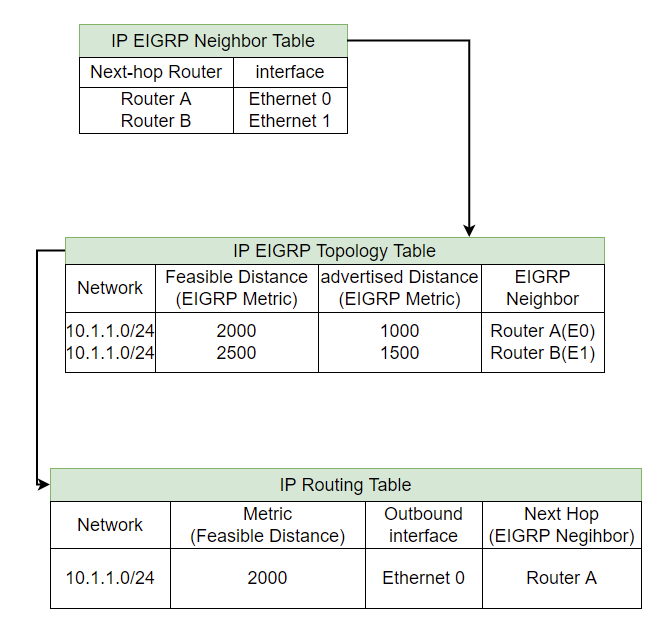 IP EIGRP Neighbor Table
Next-hop Router interface
Router A Ethernet 0
Router B Ethernet 1
IP EIGRP Topology Table
Network
Feasible Distance
(EIGRP Metric)
advertised Distance
(EIGRP Metric)
EIGRP
Neighbor
10.1.1.0/24 2000 1000 Router A(E0)
10.1.1.0/24 2500 1500 Router B(E1)
IP Routing Table
Network
Metric
(Feasible Distance)
Outbound
interface
Next Hop
(EIGRP Negihbor)
10.1.1.0/24 2000 Ethernet 0 Router A